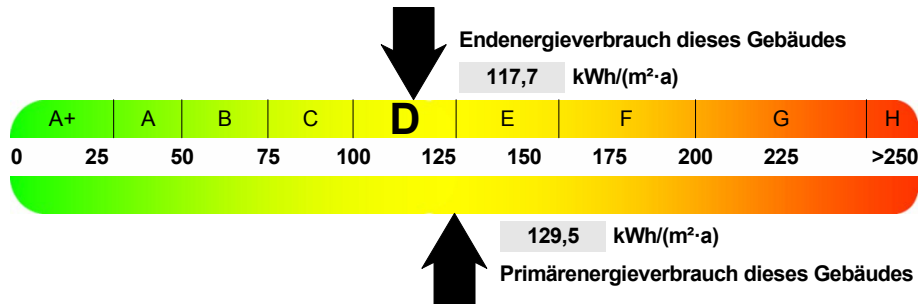 Endenergieverbrauch dieses Gebäudes
117,7 kWh/(m²·a)
A+ A B C D E F G H
0 25 50 75 100 125 150 175 200 225 >250
129,5 kWh/(m²·a)
Primärenergieverbrauch dieses Gebäudes